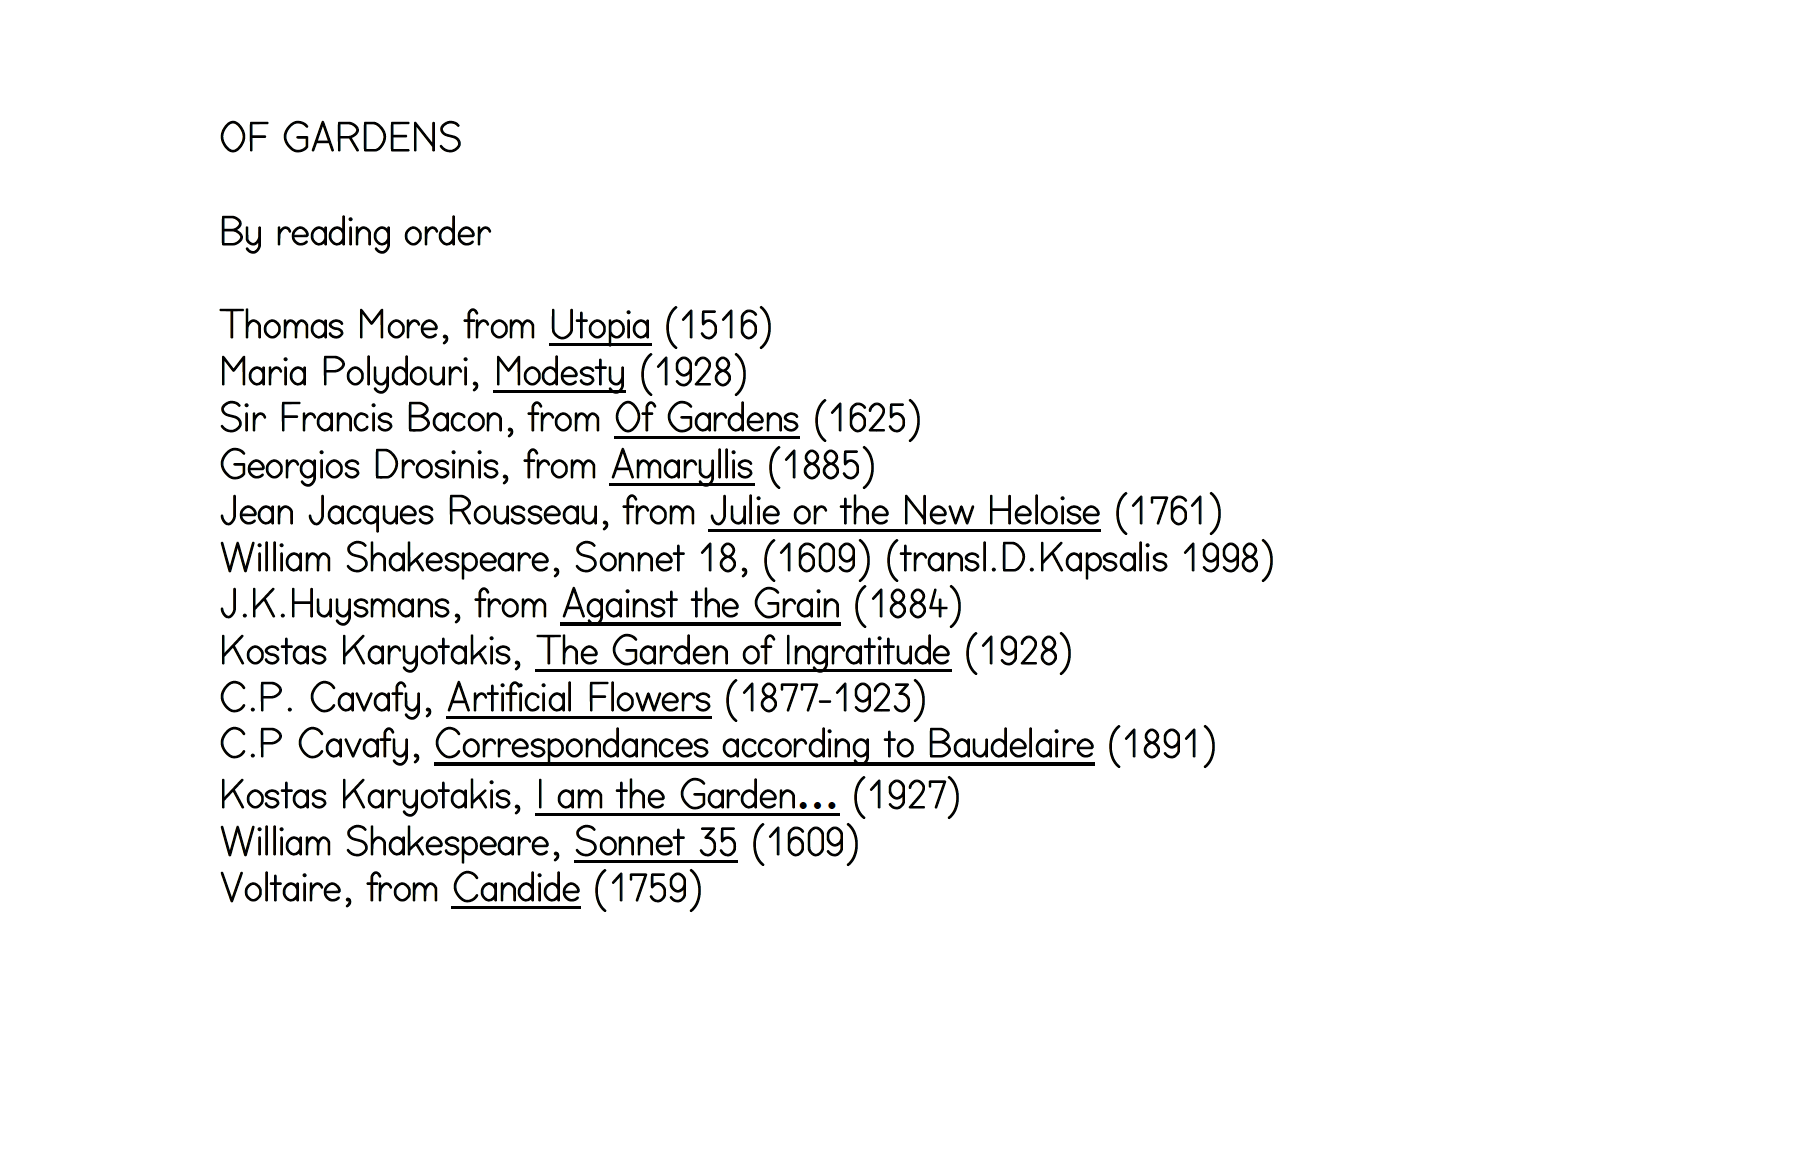 OF GARDENS
By reading order
Thomas More, from Utopia (1516)
Maria Polydouri, Modesty (1928)
Sir Francis Bacon, from Of Gardens (1625)
Georgios Drosinis, from Amaryllis (1885)
Jean Jacques Rousseau, from Julie or the New Heloise (1761)
William Shakespeare, Sonnet 18, (1609) (transl.D.Kapsalis 1998)
J.K.Huysmans, from Against the Grain (1884)
Kostas Karyotakis, The Garden of Ingratitude (1928)
C.P. Cavafy, Artificial Flowers (1877-1923)
C.P Cavafy, Correspondances according to Baudelaire (1891)
Kostas Karyotakis, I am the Garden... (1927)
William Shakespeare, Sonnet 35 (1609)
Voltaire, from Candide (1759)